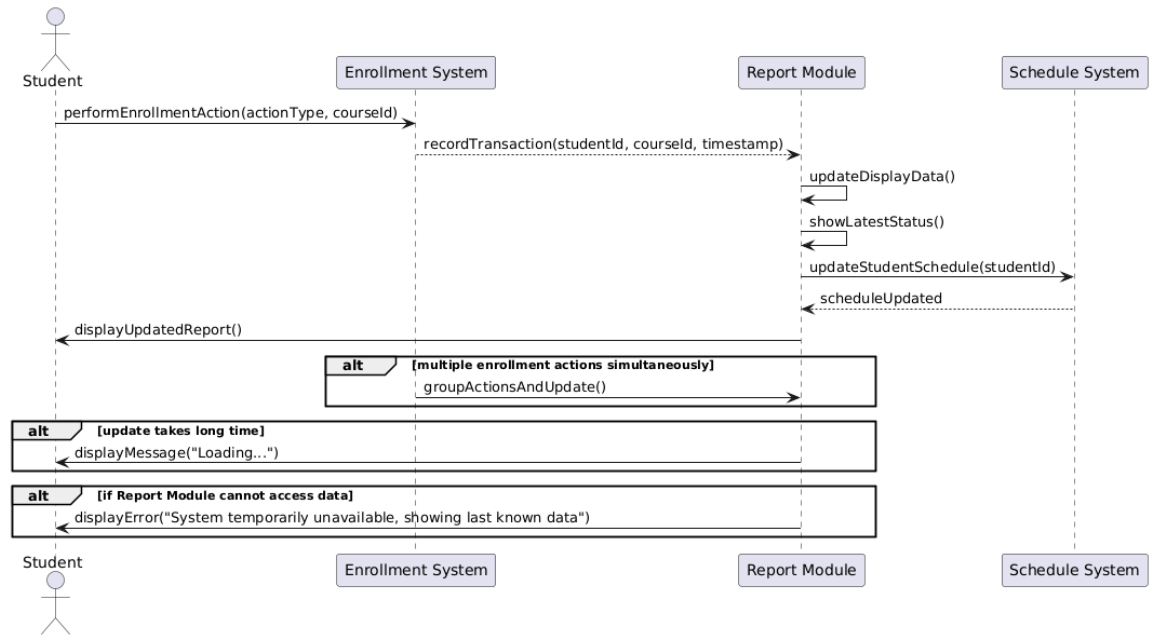 Student
Enrollment System
Report Module
Schedule System
performEnrollmentAction(actionType, courseId)
recordTransaction(studentId, courseId, timestamp)
updateDisplayData()
showLatestStatus()
updateStudentSchedule(studentId)
scheduleUpdated
displayUpdatedReport()
alt [multiple enrollment actions simultaneously]
groupActionsAndUpdate()
alt [update takes long time]
displayMessage("Loading...")
alt [if Report Module cannot access data]
displayError("System temporarily unavailable, showing last known data")
Student
Enrollment System
Report Module
Schedule System